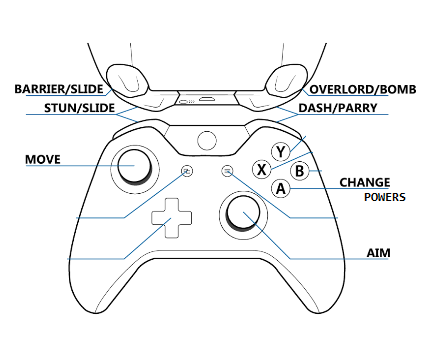 BARRIER/SLIDE
OVERLORD/BOMB
STUN/SLIDE
DASH/PARRY
MOVE
Y
X
B
A
CHANGE
POWERS
AIM